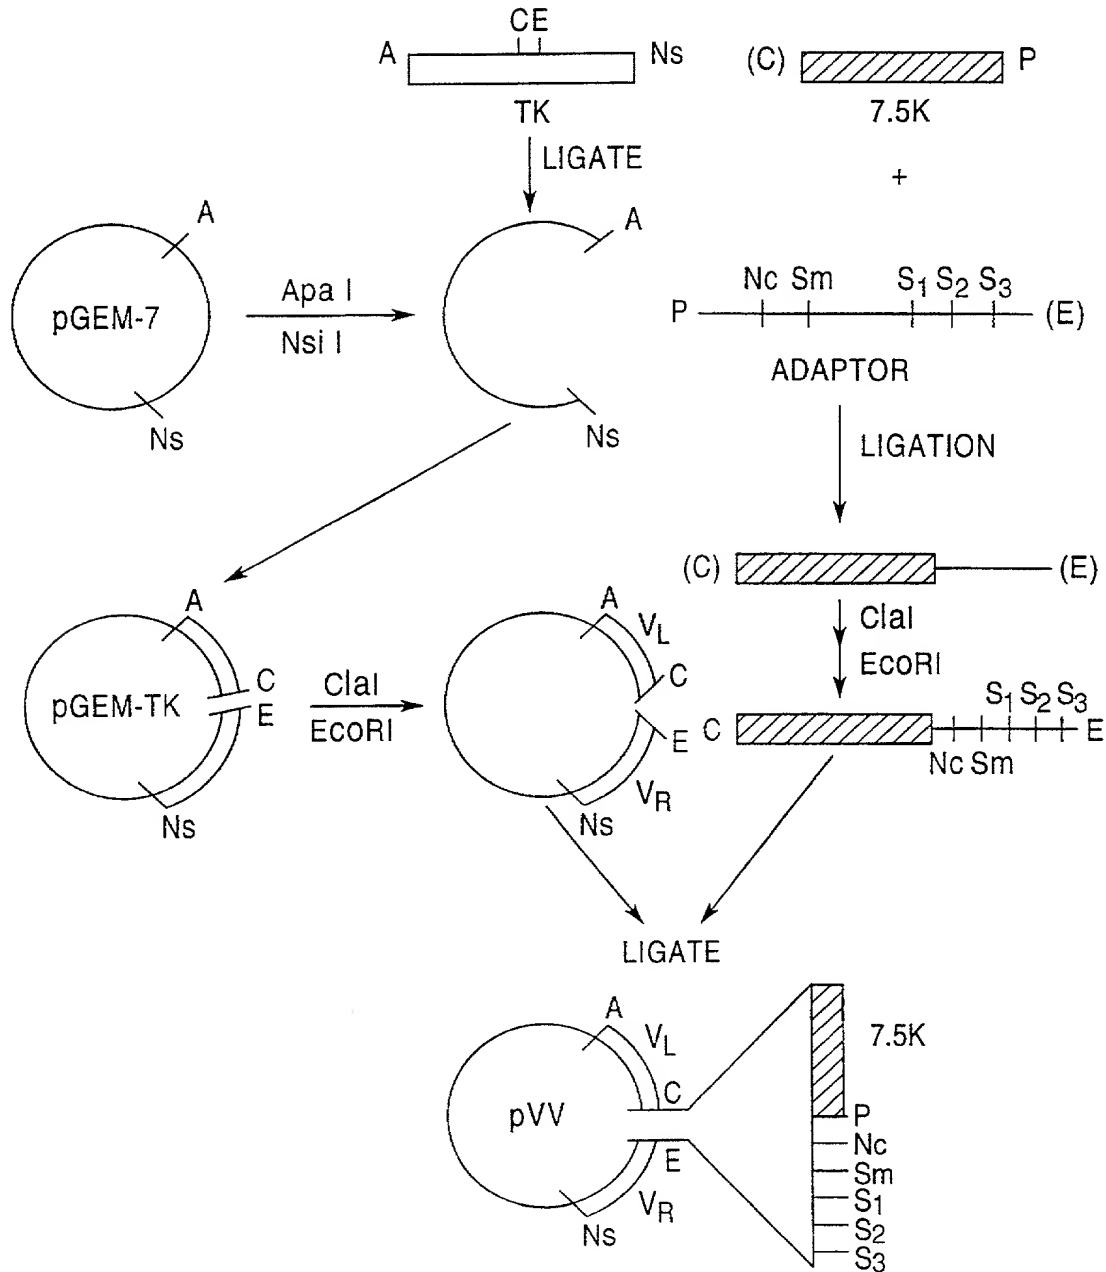 CE
A
Ns
(C)
P
TK
7.5K
LIGATE
+
A
A
pGEM-7
Apa I
Nsi I
Nc Sm
S1 S2 S3
P
(E)
ADAPTOR
Ns
Ns
LIGATION
(C)
(E)
A
A
VL
ClaI
EcoRI
pGEM-TK
C
E
ClaI
EcoRI
C
E
S1 S2 S3
C
E
Nc Sm
VR
Ns
Ns
LIGATE
A
VL
7.5K
C
pVV
P
Nc
E
Sm
S1
VR
S2
Ns
S3